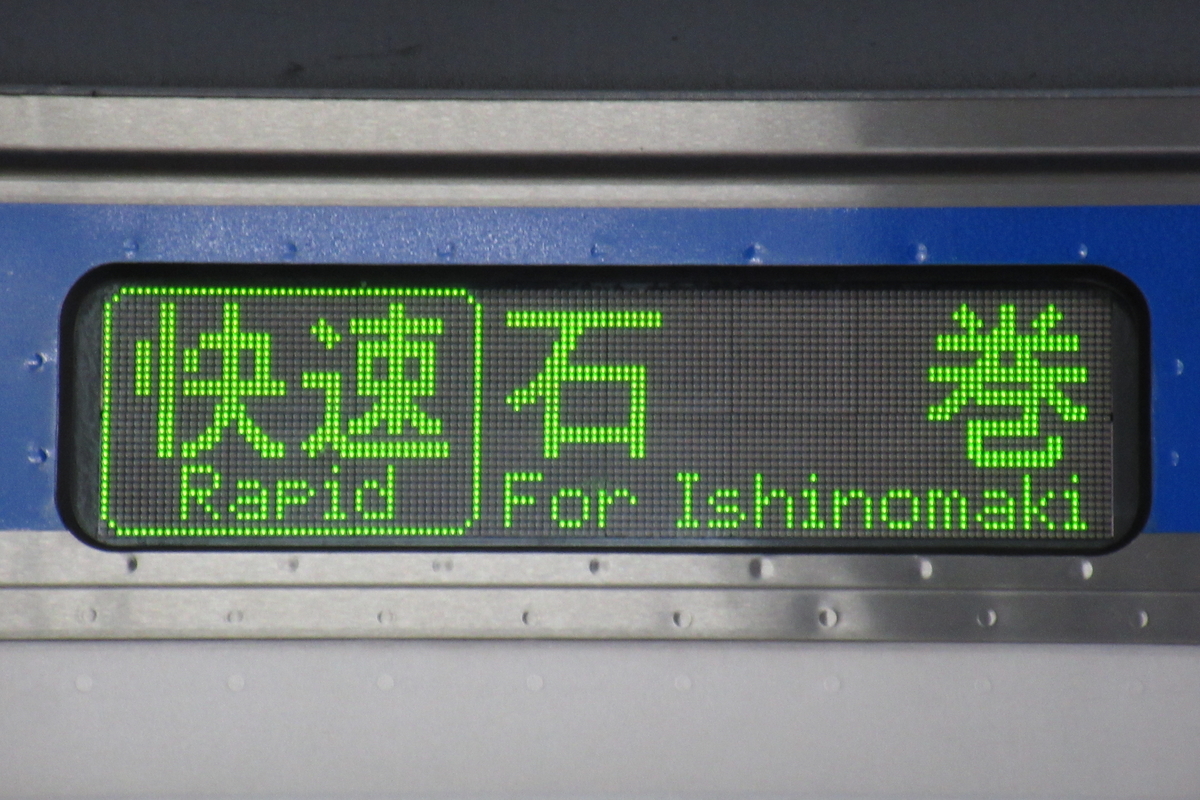 快速 石巻
Rapid For Ishinomaki